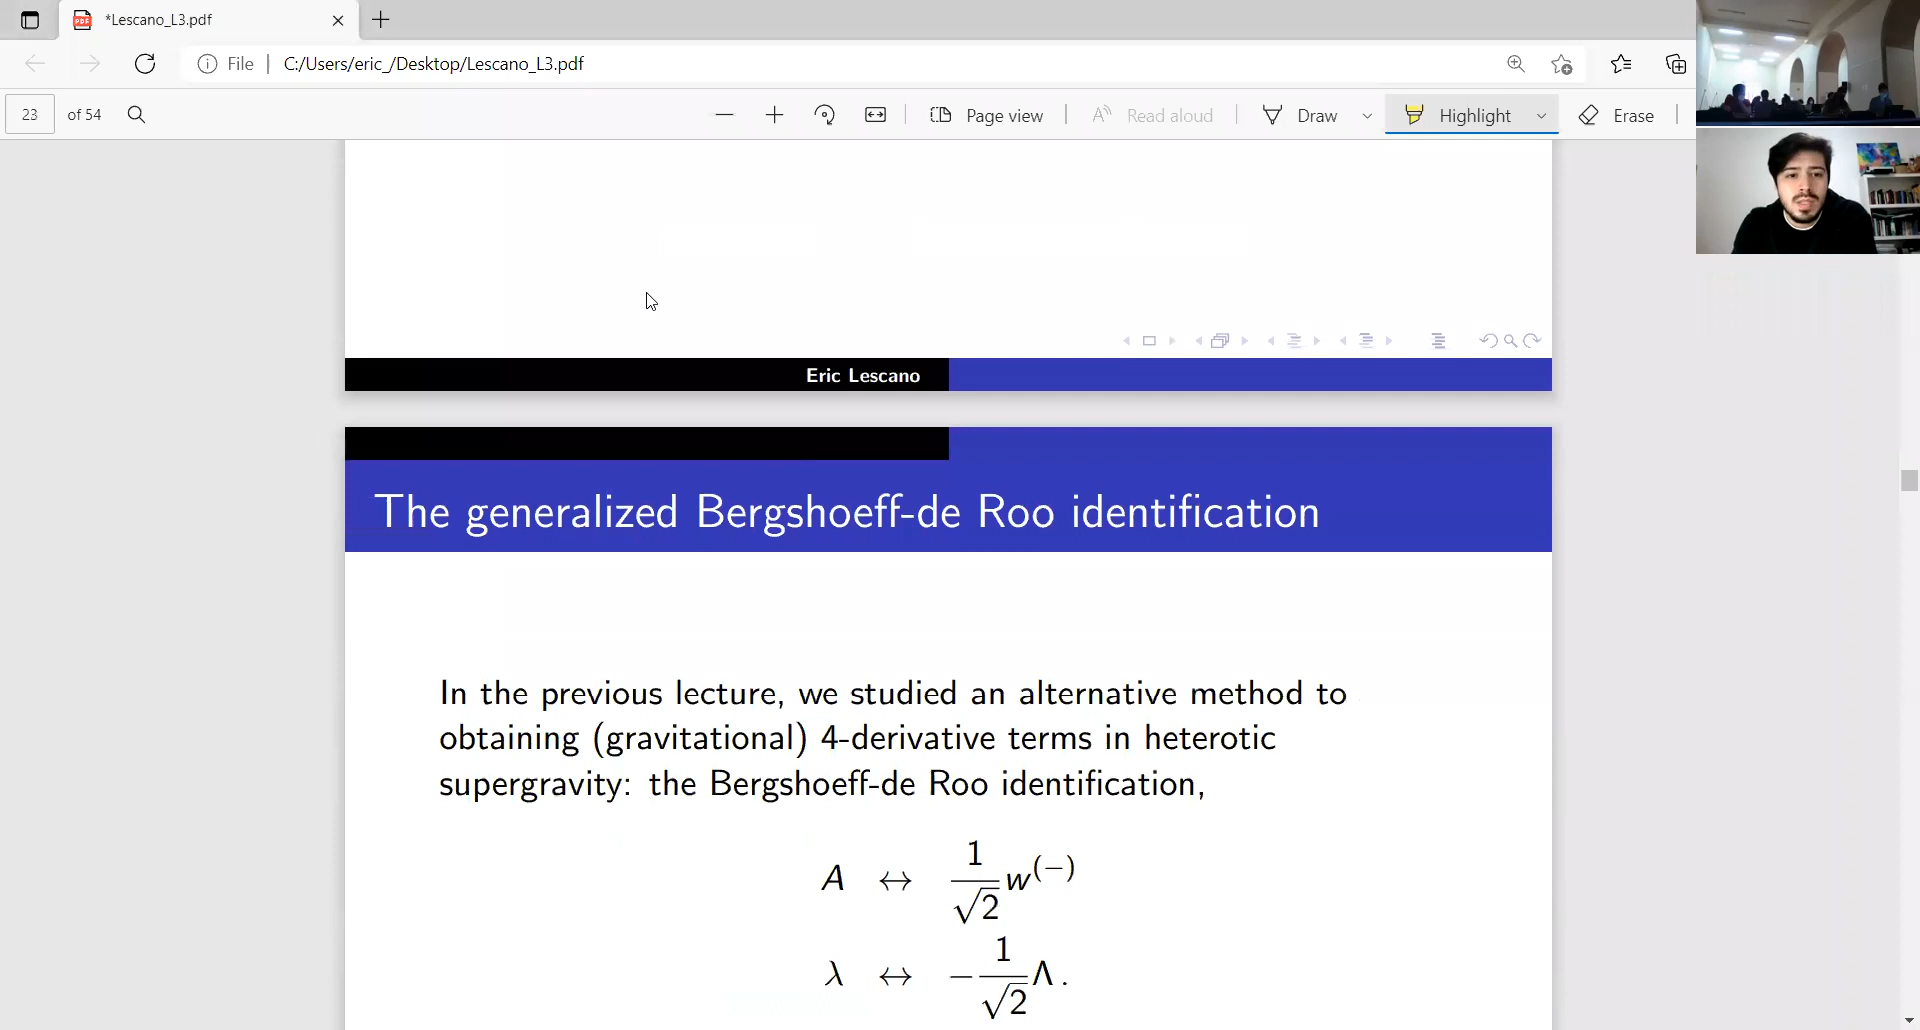 *Lescano_L3.pdf
File
C:/Users/eric_/Desktop/Lescano_L3.pdf
23 of 54
Page view
Read aloud
Draw
Highlight
Erase
Eric Lescano
The generalized Bergshoeff-de Roo identification
In the previous lecture, we studied an alternative method to
obtaining (gravitational) 4-derivative terms in heterotic
supergravity: the Bergshoeff-de Roo identification,
A ↔ 1/√2 w^(−)
λ ↔ −1/√2 Λ.